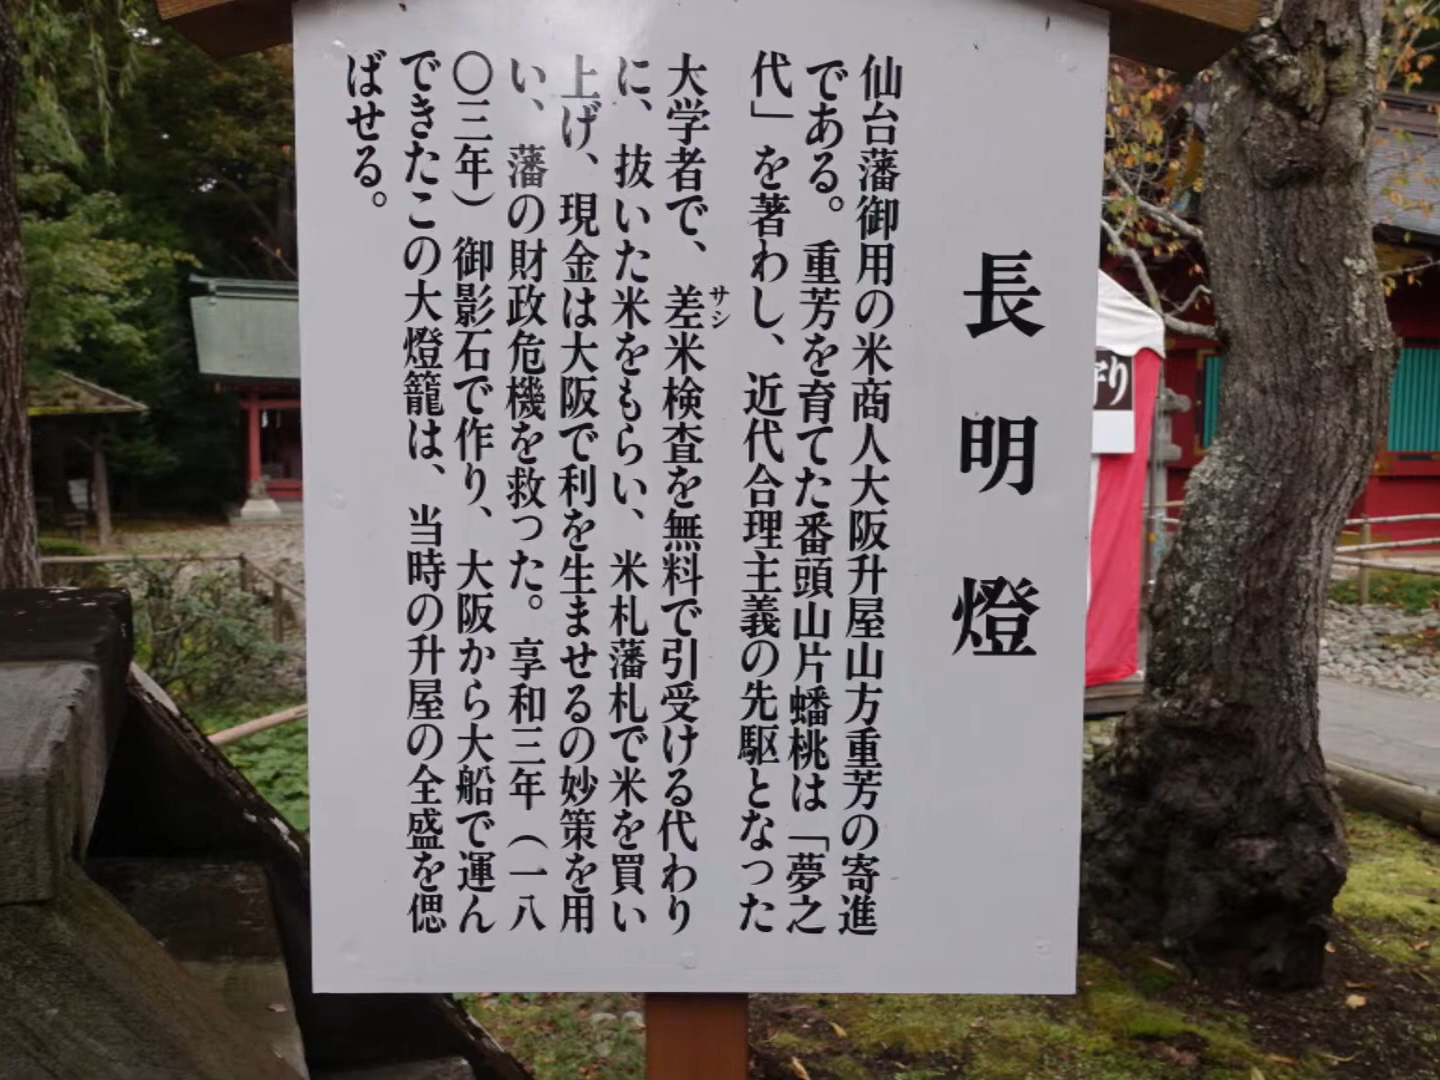 長明燈
仙台藩御用の米商人大阪升屋山方重芳の寄進
である。重芳を育てた番頭山片蟠桃は「夢之
代」を著わし、近代合理主義の先駆となった
大学者で、差米検査を無料で引受ける代わり
サシ
に、抜いた米をもらい、米札藩札で米を買い
上げ、現金は大阪で利を生ませるの妙策を用
い、藩の財政危機を救った。享和三年（一八
〇三年）御影石で作り、大阪から大船で運ん
できたこの大燈籠は、当時の升屋の全盛を偲
ばせる。